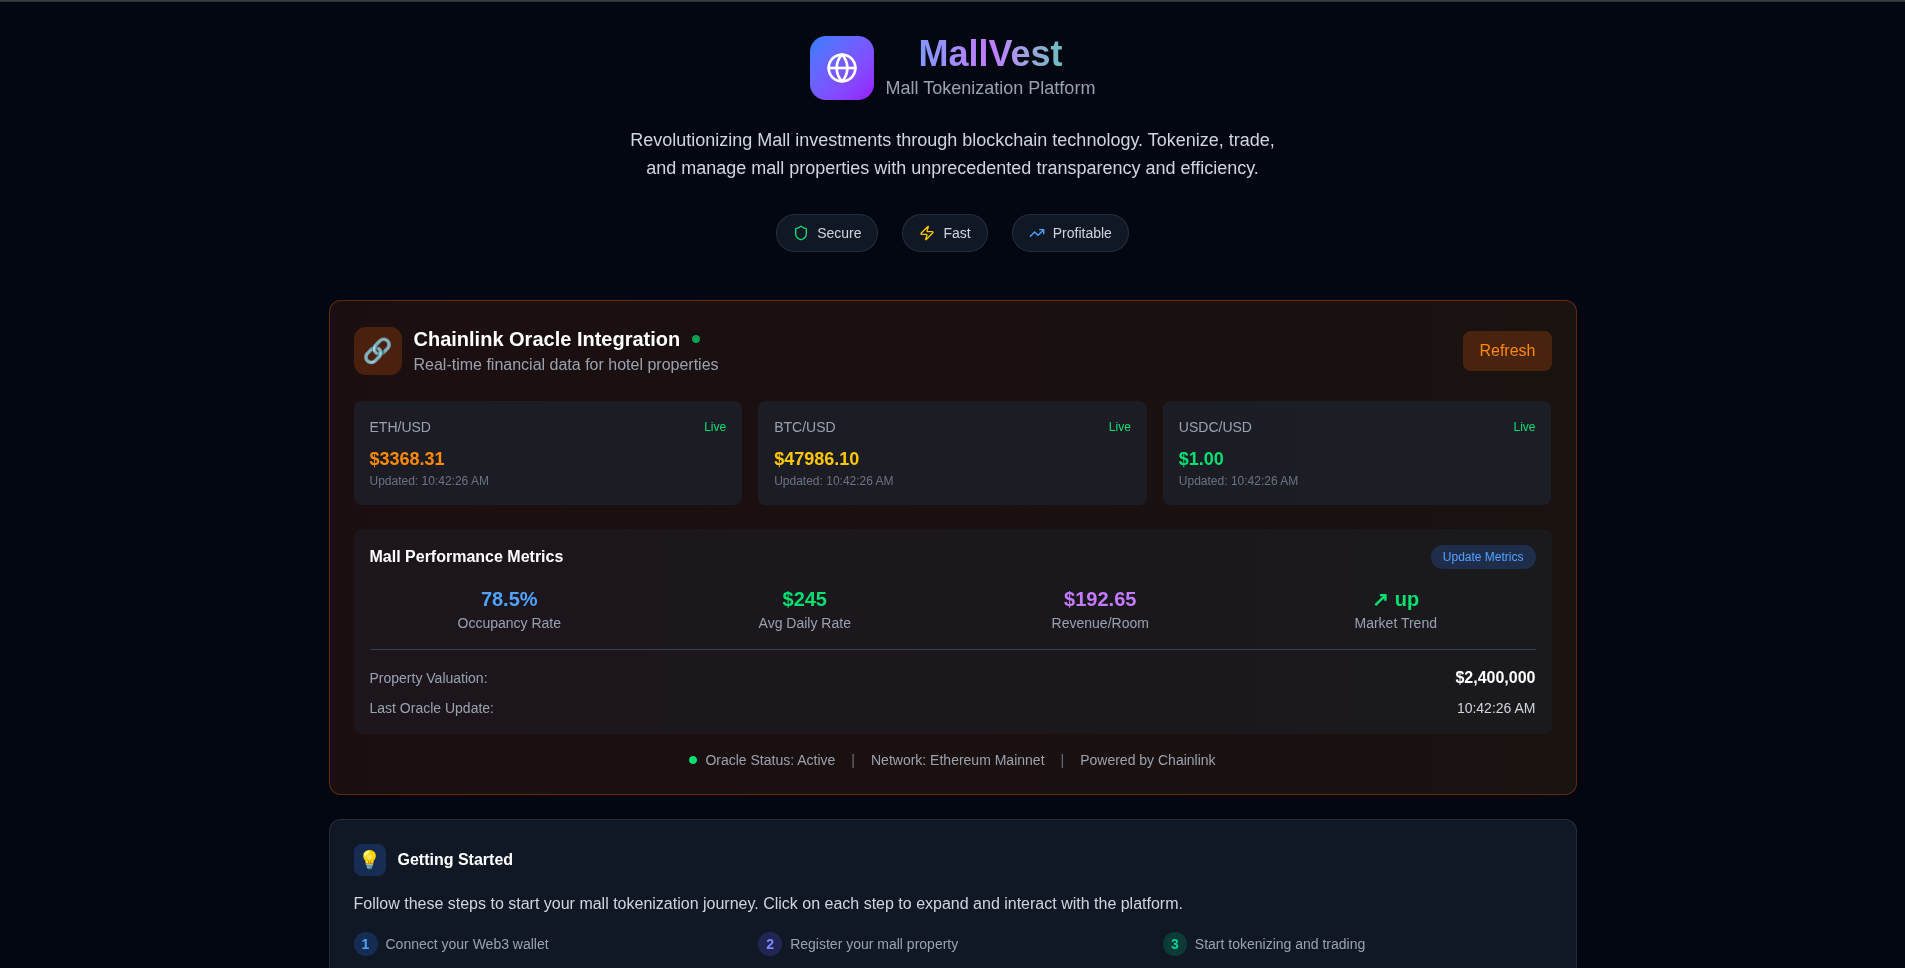 MallVest
Mall Tokenization Platform
Revolutionizing Mall investments through blockchain technology. Tokenize, trade,
and manage mall properties with unprecedented transparency and efficiency.
Secure
Fast
Profitable
Chainlink Oracle Integration
Real-time financial data for hotel properties
Refresh
ETH/USD
Live
$3368.31
Updated: 10:42:26 AM
BTC/USD
Live
$47986.10
Updated: 10:42:26 AM
USDC/USD
Live
$1.00
Updated: 10:42:26 AM
Mall Performance Metrics
Update Metrics
78.5%
Occupancy Rate
$245
Avg Daily Rate
$192.65
Revenue/Room
↗ up
Market Trend
Property Valuation:
$2,400,000
Last Oracle Update:
10:42:26 AM
Oracle Status: Active | Network: Ethereum Mainnet | Powered by Chainlink
Getting Started
Follow these steps to start your mall tokenization journey. Click on each step to expand and interact with the platform.
1 Connect your Web3 wallet
2 Register your mall property
3 Start tokenizing and trading